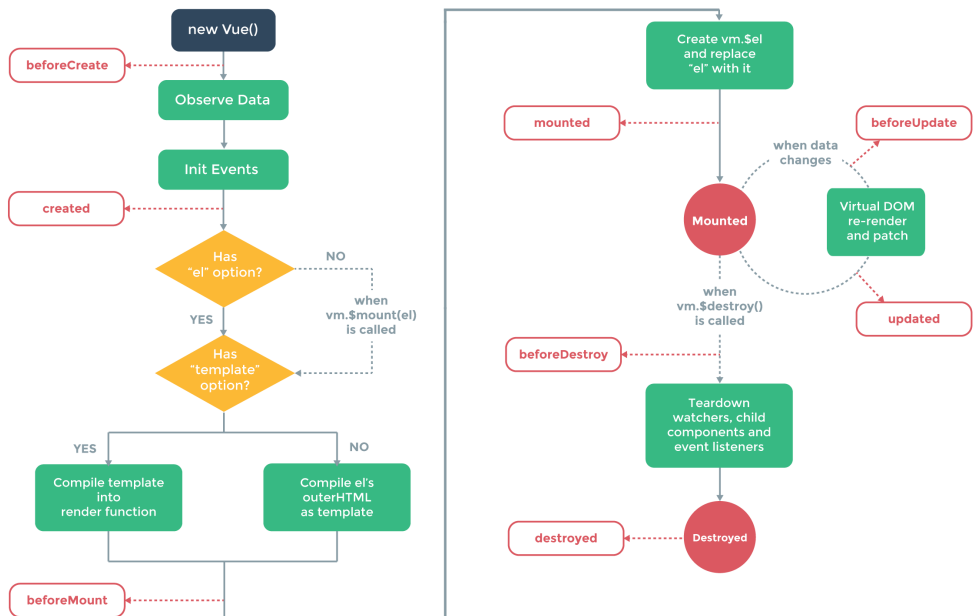 new Vue()
beforeCreate
Observe Data
Init Events
created
Has
"el" option?
NO
when
vm.$mount(el)
is called
YES
Has
"template"
option?
YES
NO
Compile template
into
render function
Compile el's
outerHTML
as template
beforeMount
Create vm.$el
and replace
"el" with it
mounted
beforeUpdate
when data
changes
Mounted
Virtual DOM
re-render
and patch
when
vm.$destroy()
is called
updated
beforeDestroy
Teardown
watchers, child
components and
event listeners
destroyed
Destroyed